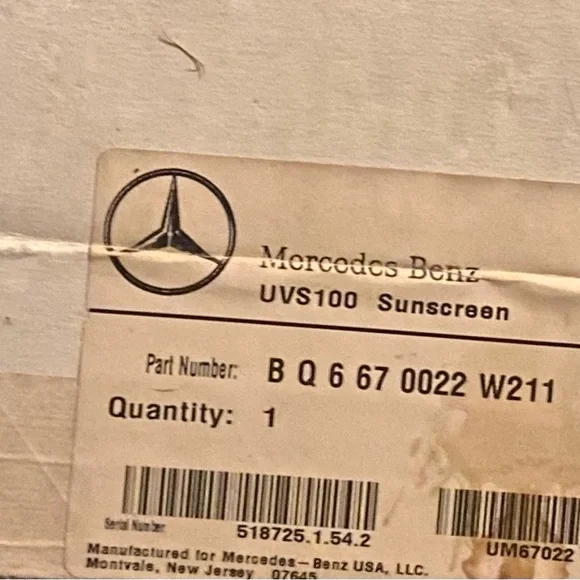 Mercedes Benz
UVS100 Sunscreen
Part Number: B Q 6 67 0022 W211
Quantity: 1
Serial Number
518725.1.54.2
UM67022
Manufactured for Mercedes-Benz USA, LLC.
Montvale, New Jersey 07645